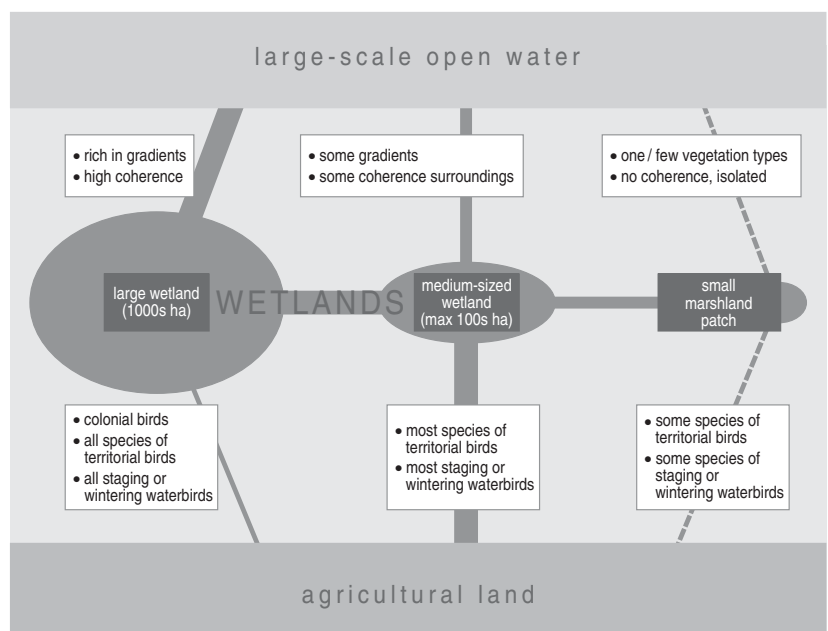 large-scale open water
• rich in gradients
• high coherence
• some gradients
• some coherence surroundings
• one / few vegetation types
• no coherence, isolated
large wetland
(1000s ha)
WETLANDS
medium-sized
wetland
(max 100s ha)
small
marshland
patch
• colonial birds
• all species of
territorial birds
• all staging or
wintering waterbirds
• most species of
territorial birds
• most staging or
wintering waterbirds
• some species of
territorial birds
• some species of
staging or
wintering waterbirds
agricultural land